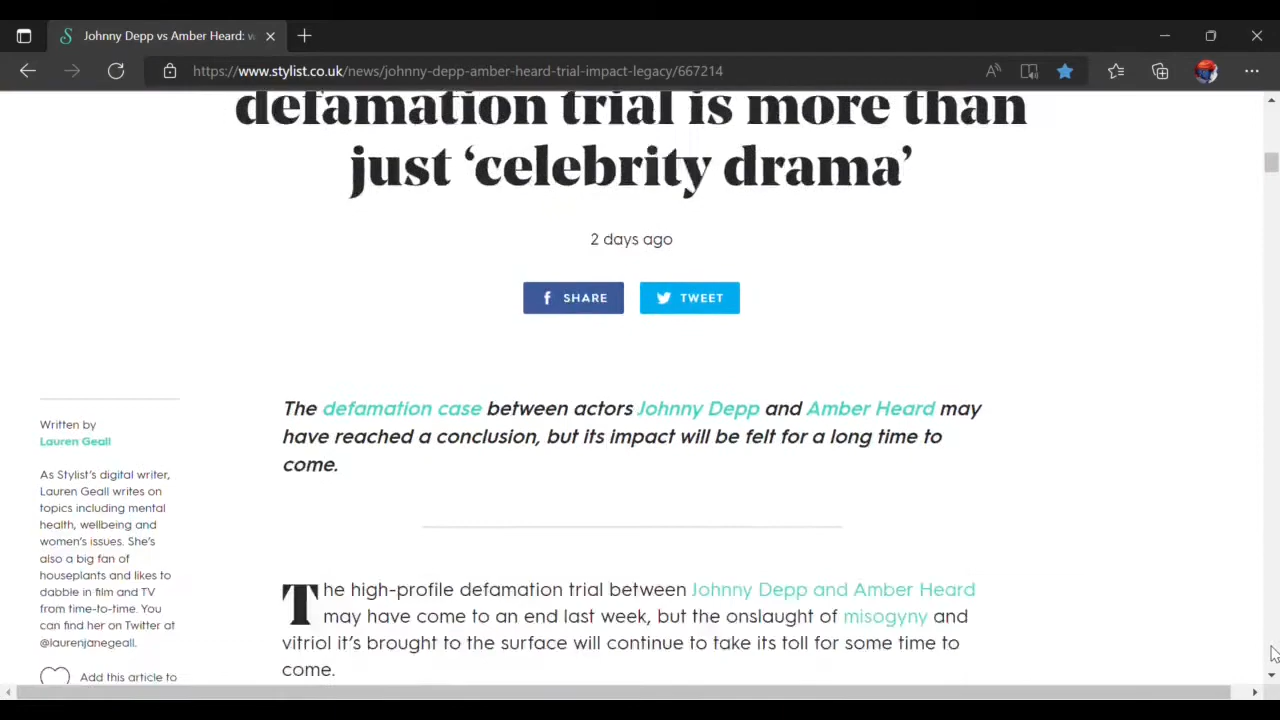 Johnny Depp vs Amber Heard:
https://www.stylist.co.uk/news/johnny-depp-amber-heard-trial-impact-legacy/667214
defamation trial is more than
just ‘celebrity drama’
2 days ago
f SHARE
TWEET
The defamation case between actors Johnny Depp and Amber Heard may
have reached a conclusion, but its impact will be felt for a long time to
come.
Written by
Lauren Geall
As Stylist's digital writer,
Lauren Geall writes on
topics including mental
health, wellbeing and
women's issues. She's
also a big fan of
houseplants and likes to
dabble in film and TV
from time-to-time. You
can find her on Twitter at
@laurenjanegeall.
Add this article to
The high-profile defamation trial between Johnny Depp and Amber Heard
may have come to an end last week, but the onslaught of misogyny and
vitriol it's brought to the surface will continue to take its toll for some time to
come.